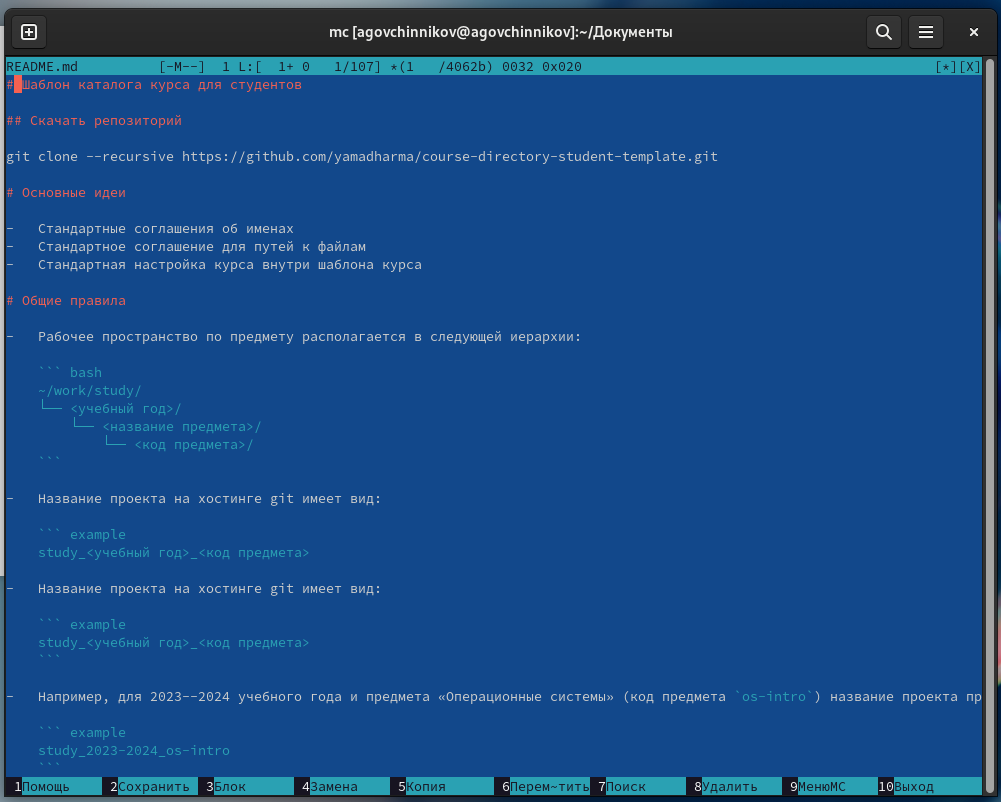 mc [agovchinnikov@agovchinnikov]:~/Документы
README.md          [-M--]  1 L:[  1+ 0   1/107] *(1   /4062b) 0032 0x020                                            [*][X]
# Шаблон каталога курса для студентов
## Скачать репозиторий
git clone --recursive https://github.com/yamadharma/course-directory-student-template.git
# Основные идеи
-   Стандартные соглашения об именах
-   Стандартное соглашение для путей к файлам
-   Стандартная настройка курса внутри шаблона курса
# Общие правила
-   Рабочее пространство по предмету располагается в следующей иерархии:
    ``` bash
    ~/work/study/
    └── <учебный год>/
        └── <название предмета>/
            └── <код предмета>/
    ```
-   Название проекта на хостинге git имеет вид:
    ``` example
    study_<учебный год>_<код предмета>
-   Название проекта на хостинге git имеет вид:
    ``` example
    study_<учебный год>_<код предмета>
    ```
-   Например, для 2023--2024 учебного года и предмета «Операционные системы» (код предмета `os-intro`) название проекта пр
    ``` example
    study_2023-2024_os-intro
    ```
1Помощь 2Сохранить 3Блок 4Замена 5Копия 6Перем~тить 7Поиск 8Удалить 9МенюMC 10Выход